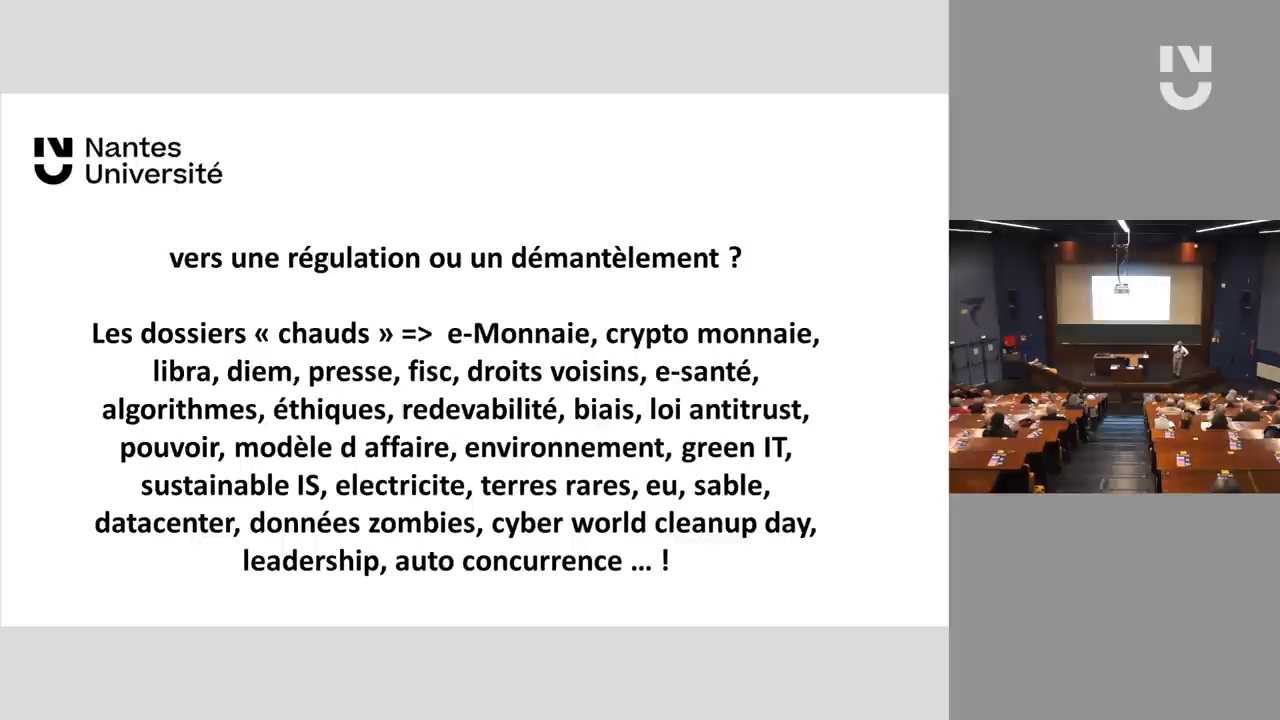 Nantes
Université
vers une régulation ou un démantèlement ?
Les dossiers « chauds » => e-Monnaie, crypto monnaie,
libra, diem, presse, fisc, droits voisins, e-santé,
algorithmes, éthiques, redevabilité, biais, loi antitrust,
pouvoir, modèle d affaire, environnement, green IT,
sustainable IS, electricite, terres rares, eu, sable,
datacenter, données zombies, cyber world cleanup day,
leadership, auto concurrence ... !